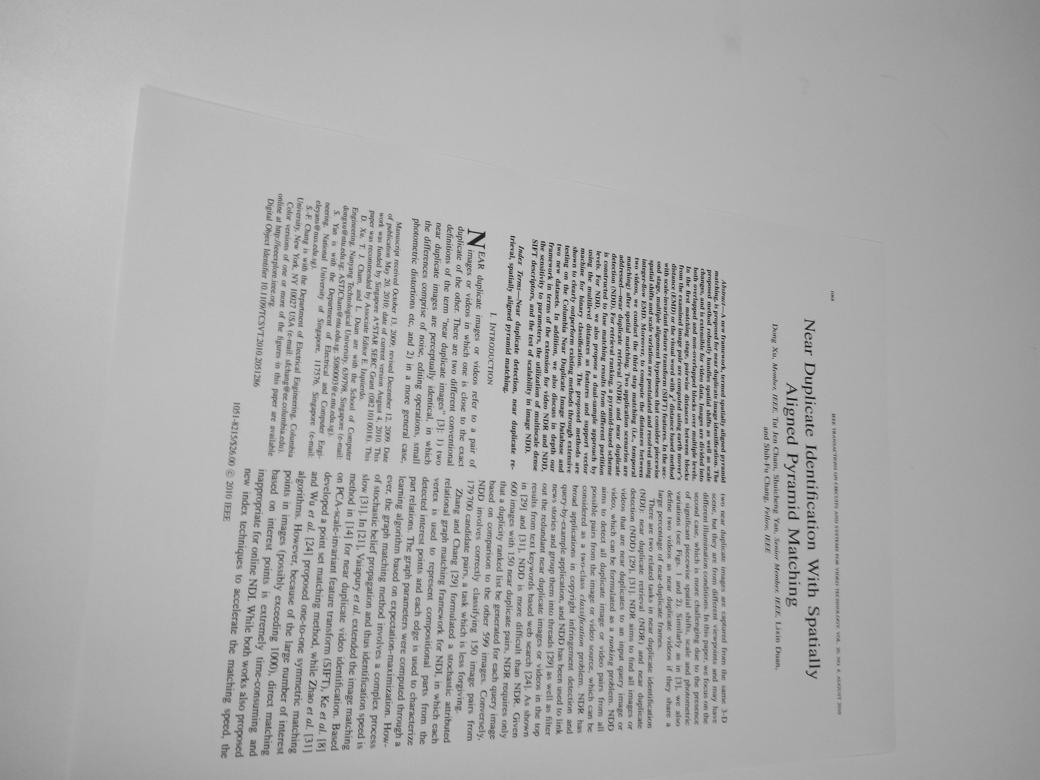 1068
IEEE TRANSACTIONS ON CIRCUITS AND SYSTEMS FOR VIDEO TECHNOLOGY, VOL. 20, NO. 8, AUGUST 2010
Near Duplicate Identification With Spatially
Aligned Pyramid Matching
Dong Xu, Member, IEEE, Tat Jen Cham, Shuicheng Yan, Senior Member, IEEE, Lixin Duan,
and Shih-Fu Chang, Fellow, IEEE
Abstract—A new framework, termed spatially aligned pyramid
matching, is proposed for near duplicate image identification. The
proposed method robustly handles spatial shifts as well as scale
changes, and is extensible for video data. Images are divided into
both overlapped and non-overlapped blocks over multiple levels.
In the first matching stage, pairwise distances between blocks
from the examined image pair are computed using earth mover's
distance (EMD) or the visual word with χ² distance based method
with scale-invariant feature transform (SIFT) features. In the sec-
ond stage, multiple alignment hypotheses that consider piecewise
spatial shifts and scale variation are postulated and resolved using
integer-flow EMD. Moreover, to compute the distances between
two videos, we conduct the third step matching (i.e., temporal
matching) after spatial matching. Two application scenarios are
addressed—near duplicate retrieval (NDR) and near duplicate
detection (NDD). For retrieval ranking, a pyramid-based scheme
is constructed to fuse matching results from different partition
levels. For NDD, we also propose a dual-sample approach by
using the multilevel distances as features and support vector
machine for binary classification. The proposed methods are
shown to clearly outperform existing methods through extensive
testing on the Columbia Near Duplicate Image Database and
two new datasets. In addition, we also discuss in depth our
framework in terms of the extension for video NDR and NDD,
the sensitivity to parameters, the utilization of multiscale dense
SIFT descriptors, and the test of scalability in image NDD.
Index Terms—Near duplicate detection, near duplicate re-
trieval, spatially aligned pyramid matching.
I. INTRODUCTION
NEAR duplicate images or videos refer to a pair of
images or videos in which one is close to the exact
duplicate of the other. There are two different conventional
definitions of the term "near duplicate images" [3]: 1) two
near duplicate images are perceptually identical, in which
the differences comprise of noise, editing operations, small
photometric distortions etc, and 2) in a more general case,
Manuscript received October 13, 2009; revised December 12, 2009. Date
of publication May 20, 2010; date of current version August 4, 2010. This
work was funded by Singapore A*STAR SERC Grant (082 101 0018). This
paper was recommended by Associate Editor E. Izquierdo.
D. Xu, T. J. Cham, and L. Duan are with the School of Computer
Engineering, Nanyang Technological University, 639798, Singapore (e-mail:
S. Yan is with the Department of Electrical and Computer Engi-
neering, National University of Singapore, 117576, Singapore (e-mail:
eleyans@nus.edu.sg).
S.-F. Chang is with the Department of Electrical Engineering, Columbia
University, New York, NY 10027 USA (e-mail: sfchang@ee.columbia.edu).
Color versions of one or more of the figures in this paper are available
online at http://ieeexplore.ieee.org.
Digital Object Identifier 10.1109/TCSVT.2010.2051286
two near duplicate images are captured from the same 3-D
scene, but they are from different viewpoints and may have
different illumination conditions. In this paper, we focus on the
second case, which is more challenging due to the presence
of significant piecewise spatial shifts, scale and photometric
variations (see Figs. 1 and 2). Similarly as in [3], we also
define two videos as near duplicate videos if they share a
large percentage of near-duplicate frames.
There are two related tasks in near duplicate identification
(NDI): near duplicate retrieval (NDR) and near duplicate
detection (NDD) [29], [31]. NDR aims to find all images or
videos that are near duplicates to an input query image or
video, which can be formulated as a ranking problem. NDD
aims to detect all duplicate image or video pairs from all
possible pairs from the image or video source, which can be
considered as a two-class classification problem. NDR has
broad applications in copyright infringement detection and
query-by-example application, and NDD has been used to link
news stories and group them into threads [29] as well as filter
out the redundant near duplicate images or videos in the top
results from text keywords based web search [24]. As shown
in [29] and [31], NDD is more difficult than NDR. Given
600 images with 150 near duplicate pairs, NDR requires only
that a duplicity ranked list be generated for each query image
based on comparison to the other 599 images. Conversely,
NDD involves correctly classifying 150 image pairs from
179 700 candidate pairs, a task which is less forgiving.
Zhang and Chang [29] formulated a stochastic attributed
relational graph matching framework for NDI, in which each
vertex is used to represent compositional parts from the
detected interest points and each edge is used to characterize
part relations. The graph parameters were computed through a
learning algorithm based on expectation-maximization. How-
ever, the graph matching method involves a complex process
of stochastic belief propagation and thus identification speed is
slow [31]. In [21], Vaiapury et al. extended the image matching
method in [14] for near duplicate video identification. Based
on PCA-scale-invariant feature transform (SIFT), Ke et al. [8]
developed a point set matching method, while Zhao et al. [31]
and Wu et al. [24] proposed one-to-one symmetric matching
algorithms. However, because of the large number of interest
points in images (possibly exceeding 1000), direct matching
based on interest points is extremely time-consuming and
inappropriate for online NDI. While both works also proposed
new index techniques to accelerate the matching speed, the
1051-8215/$26.00 © 2010 IEEE